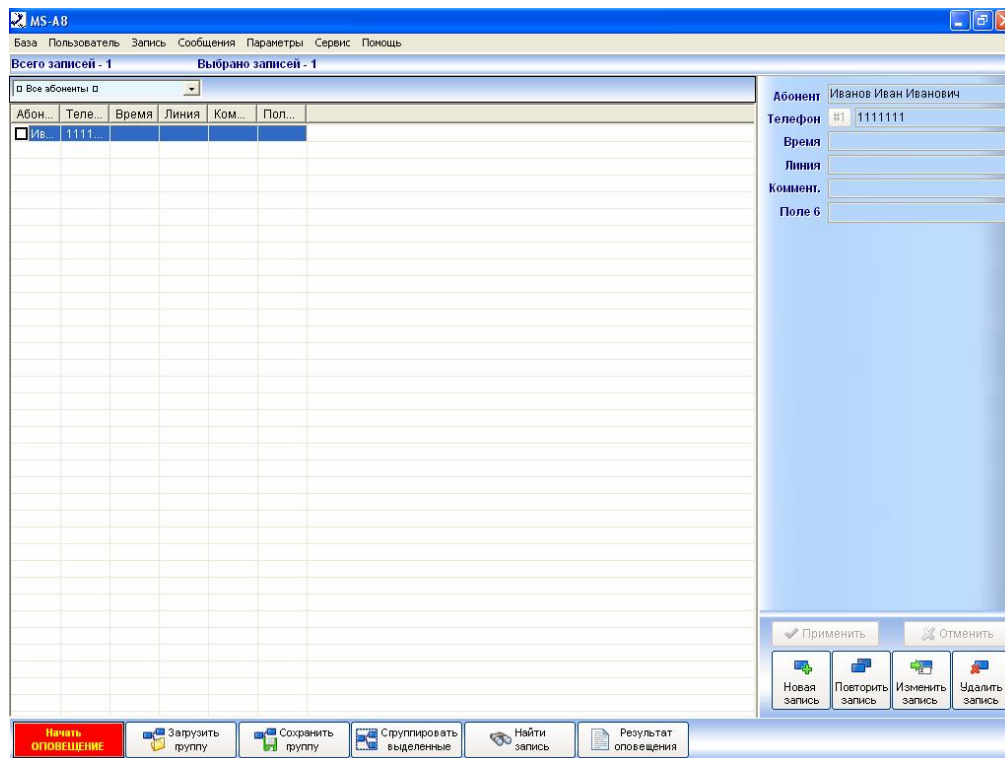 MS-A8
База Пользователь Запись Сообщения Параметры Сервис Помощь
Всего записей - 1 Выбрано записей - 1
¤ Все абоненты ¤
Абон... Теле... Время Линия Ком... Пол...
Ив... 1111...
Абонент Иванов Иван Иванович
Телефон #1 1111111
Время
Линия
Коммент.
Поле 6
Применить Отменить
Новая запись
Повторить запись
Изменить запись
Удалить запись
Начать ОПОВЕЩЕНИЕ
Загрузить группу
Сохранить группу
Сгруппировать выделенные
Найти запись
Результат оповещения